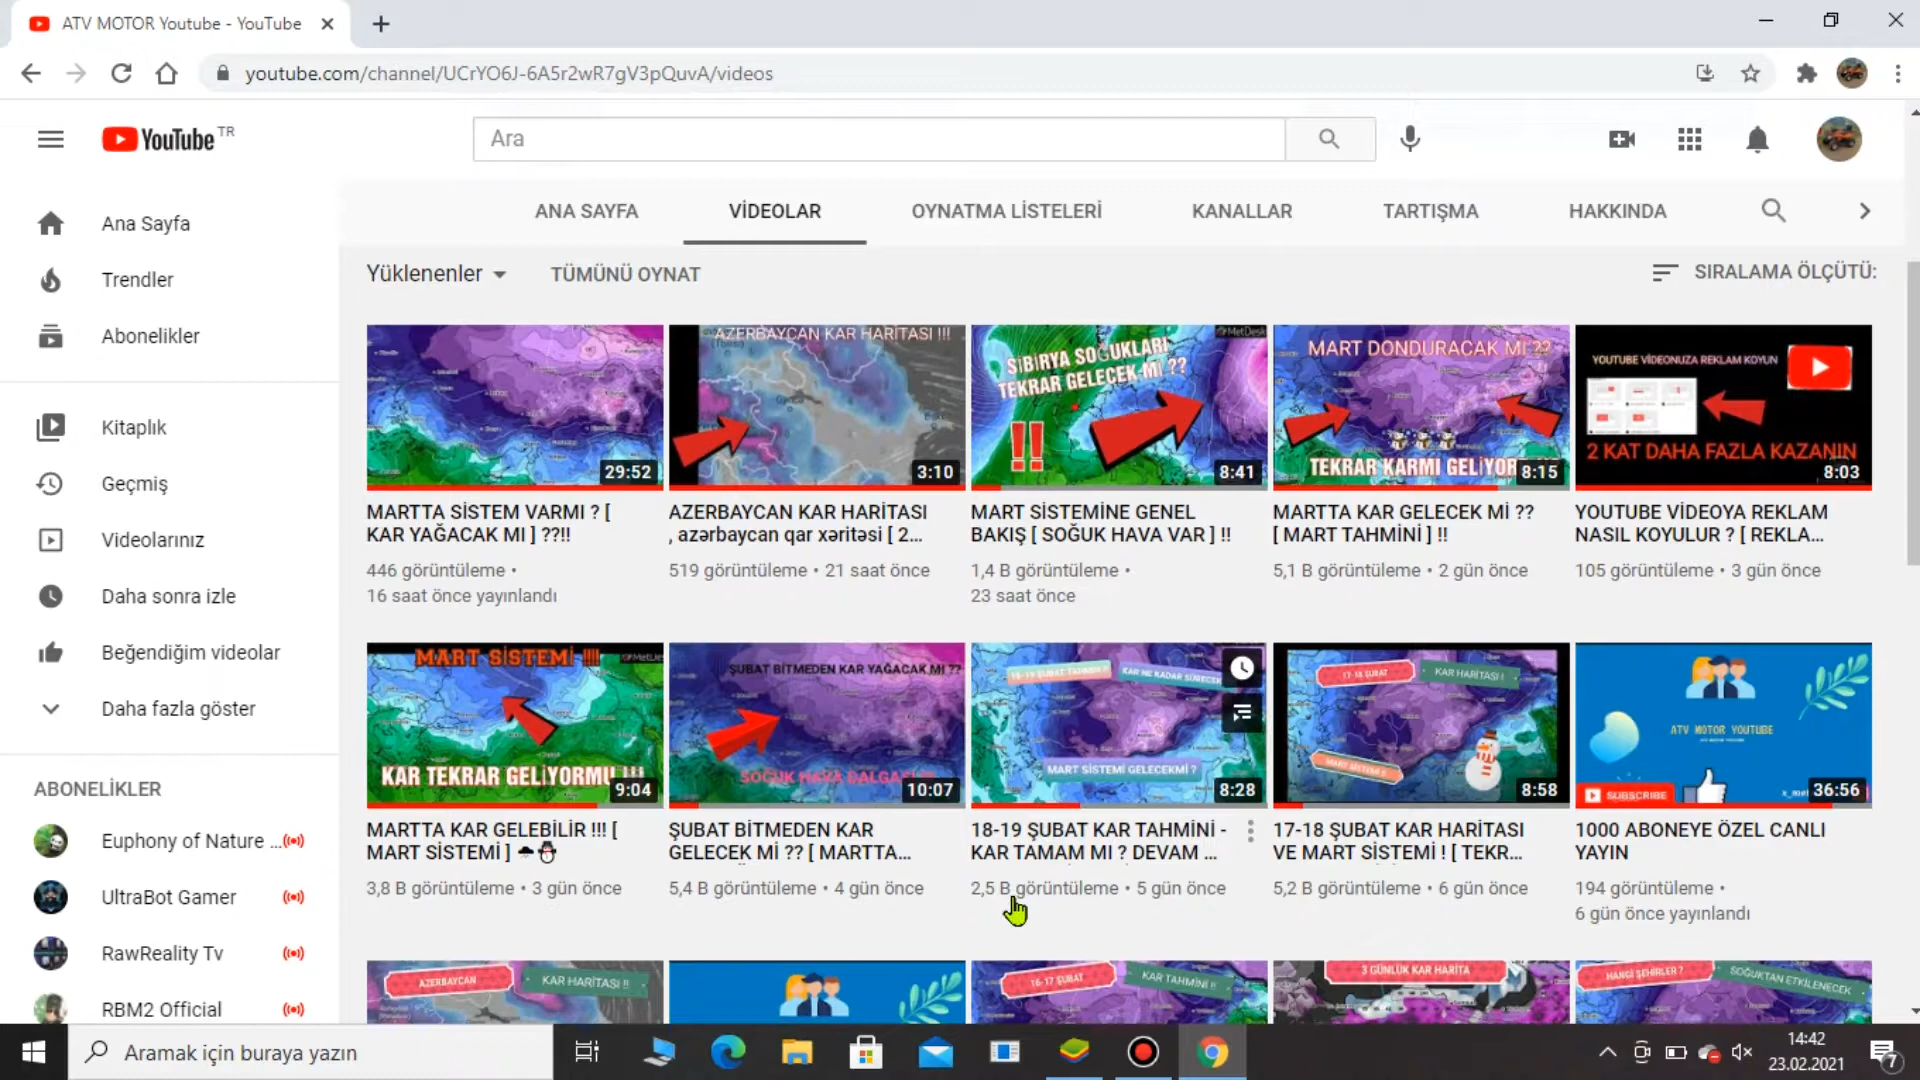 ATV MOTOR Youtube - YouTube
youtube.com/channel/UCrYO6J-6A5r2wR7gV3pQuvA/videos
YouTube TR
Ara
ANA SAYFA
VİDEOLAR
OYNATMA LİSTELERİ
KANALLAR
TARTIŞMA
HAKKINDA
Ana Sayfa
Trendler
Abonelikler
Kitaplık
Geçmiş
Videolarınız
Daha sonra izle
Beğendiğim videolar
Daha fazla göster
ABONELİKLER
Euphony of Nature ...
UltraBot Gamer
RawReality Tv
RBM2 Official
Yüklenenler
TÜMÜNÜ OYNAT
SIRALAMA ÖLÇÜTÜ:
29:52
MARTTA SİSTEM VARMI ? [
KAR YAĞACAK MI ] ??!!
446 görüntüleme •
16 saat önce yayınlandı
AZERBAYCAN KAR HARİTASI !!!
3:10
AZERBAYCAN KAR HARİTASI
, azərbaycan qar xəritəsi [ 2...
519 görüntüleme • 21 saat önce
MetDesk
SİBİRYA SOĞUKLARI
TEKRAR GELECEK Mİ ??
!!
8:41
MART SİSTEMİNE GENEL
BAKIŞ [ SOĞUK HAVA VAR ] !!
1,4 B görüntüleme •
23 saat önce
MART DONDURACAK MI ??
TEKRAR KARMI GELİYOR
8:15
MARTTA KAR GELECEK Mİ ??
[ MART TAHMİNİ ] !!
5,1 B görüntüleme • 2 gün önce
YOUTUBE VİDEONUZA REKLAM KOYUN
2 KAT DAHA FAZLA KAZANIN
8:03
YOUTUBE VİDEOYA REKLAM
NASIL KOYULUR ? [ REKLA...
105 görüntüleme • 3 gün önce
MART SİSTEMİ !!!!
KAR TEKRAR GELİYORMU !!!
9:04
MARTTA KAR GELEBİLİR !!! [
MART SİSTEMİ ]
3,8 B görüntüleme • 3 gün önce
ŞUBAT BİTMEDEN KAR YAĞACAK MI ??
SOĞUK HAVA DALGASI
10:07
ŞUBAT BİTMEDEN KAR
GELECEK Mİ ?? [ MARTTA...
5,4 B görüntüleme • 4 gün önce
18-19 ŞUBAT TAHMİNİ
KAR NE KADAR SÜRECEK
MART SİSTEMİ GELECEKMİ ?
8:28
18-19 ŞUBAT KAR TAHMİNİ -
KAR TAMAM MI ? DEVAM ...
2,5 B görüntüleme • 5 gün önce
17-18 ŞUBAT
KAR HARİTASI !
MART SİSTEMİ !!
8:58
17-18 ŞUBAT KAR HARİTASI
VE MART SİSTEMİ ! [ TEKR...
5,2 B görüntüleme • 6 gün önce
ATV MOTOR YOUTUBE
SUBSCRIBE
36:56
1000 ABONEYE ÖZEL CANLI
YAYIN
194 görüntüleme •
6 gün önce yayınlandı
AZERBAYCAN
KAR HARİTASI !!
16-17 ŞUBAT
KAR TAHMİNİ !!
3 GÜNLÜK KAR HARİTA
HANGİ ŞEHİRLER ?
SOĞUKTAN ETKİLENECEK
Aramak için buraya yazın
14:42
23.02.2021
7